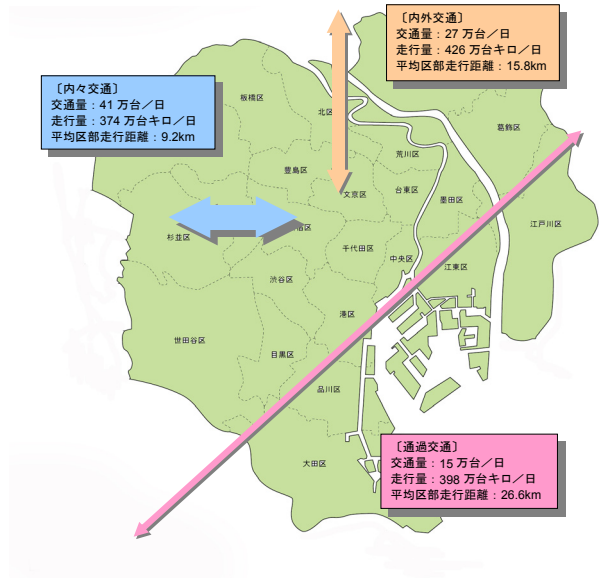 〔内外交通〕
交通量：27 万台／日
走行量：426 万台キロ／日
平均区部走行距離：15.8km
〔内々交通〕
交通量：41 万台／日
走行量：374 万台キロ／日
平均区部走行距離：9.2km
板橋区
北区
葛飾区
荒川区
豊島区
文京区
台東区
墨田区
江戸川区
杉並区
宿区
千代田区
中央区
江東区
渋谷区
港区
世田谷区
目黒区
品川区
大田区
〔通過交通〕
交通量：15 万台／日
走行量：398 万台キロ／日
平均区部走行距離：26.6km